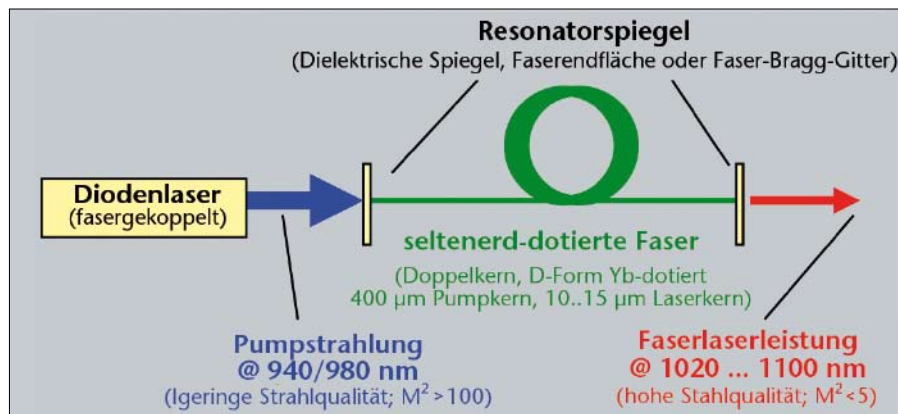 Resonatorspiegel
(Dielektrische Spiegel, Faserendfläche oder Faser-Bragg-Gitter)
Diodenlaser
(fasergekoppelt)
seltenerd-dotierte Faser
(Doppelkern, D-Form Yb-dotiert
400 µm Pumpkern, 10..15 µm Laserkern)
Pumpstrahlung
@ 940/980 nm
(Igeringe Strahlqualität; M² >100)
Faserlaserleistung
@ 1020 ... 1100 nm
(hohe Stahlqualität; M²<5)